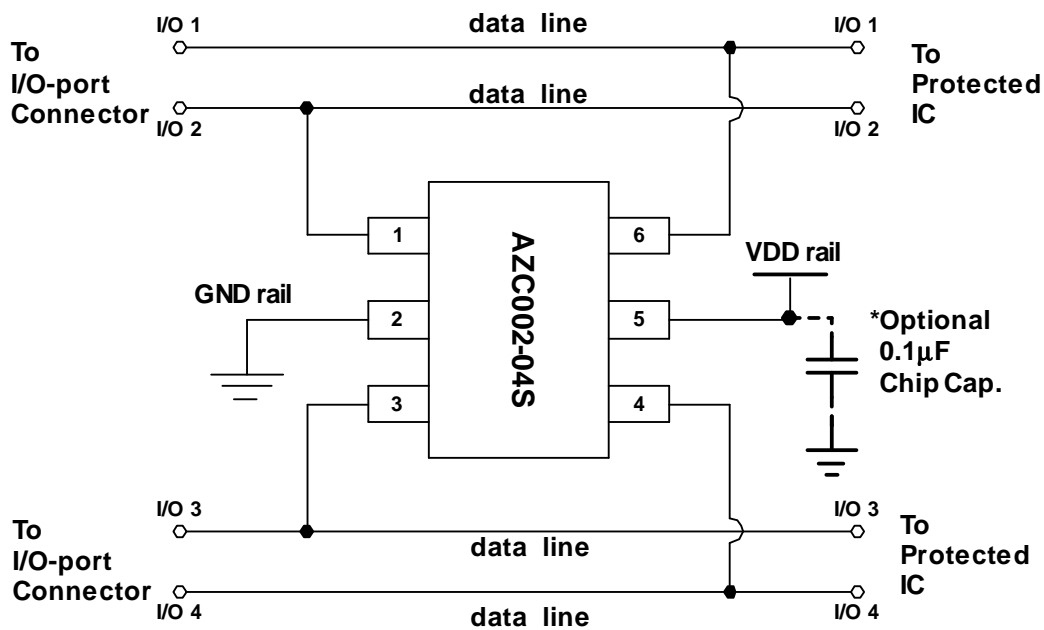 I/O 1
data line
I/O 1
To
I/O-port
Connector
To
Protected
IC
data line
I/O 2
I/O 2
1
6
AZC002-04S
VDD rail
GND rail
2
5
*Optional
0.1µF
Chip Cap.
3
4
I/O 3
I/O 3
To
I/O-port
Connector
data line
To
Protected
IC
I/O 4
data line
I/O 4